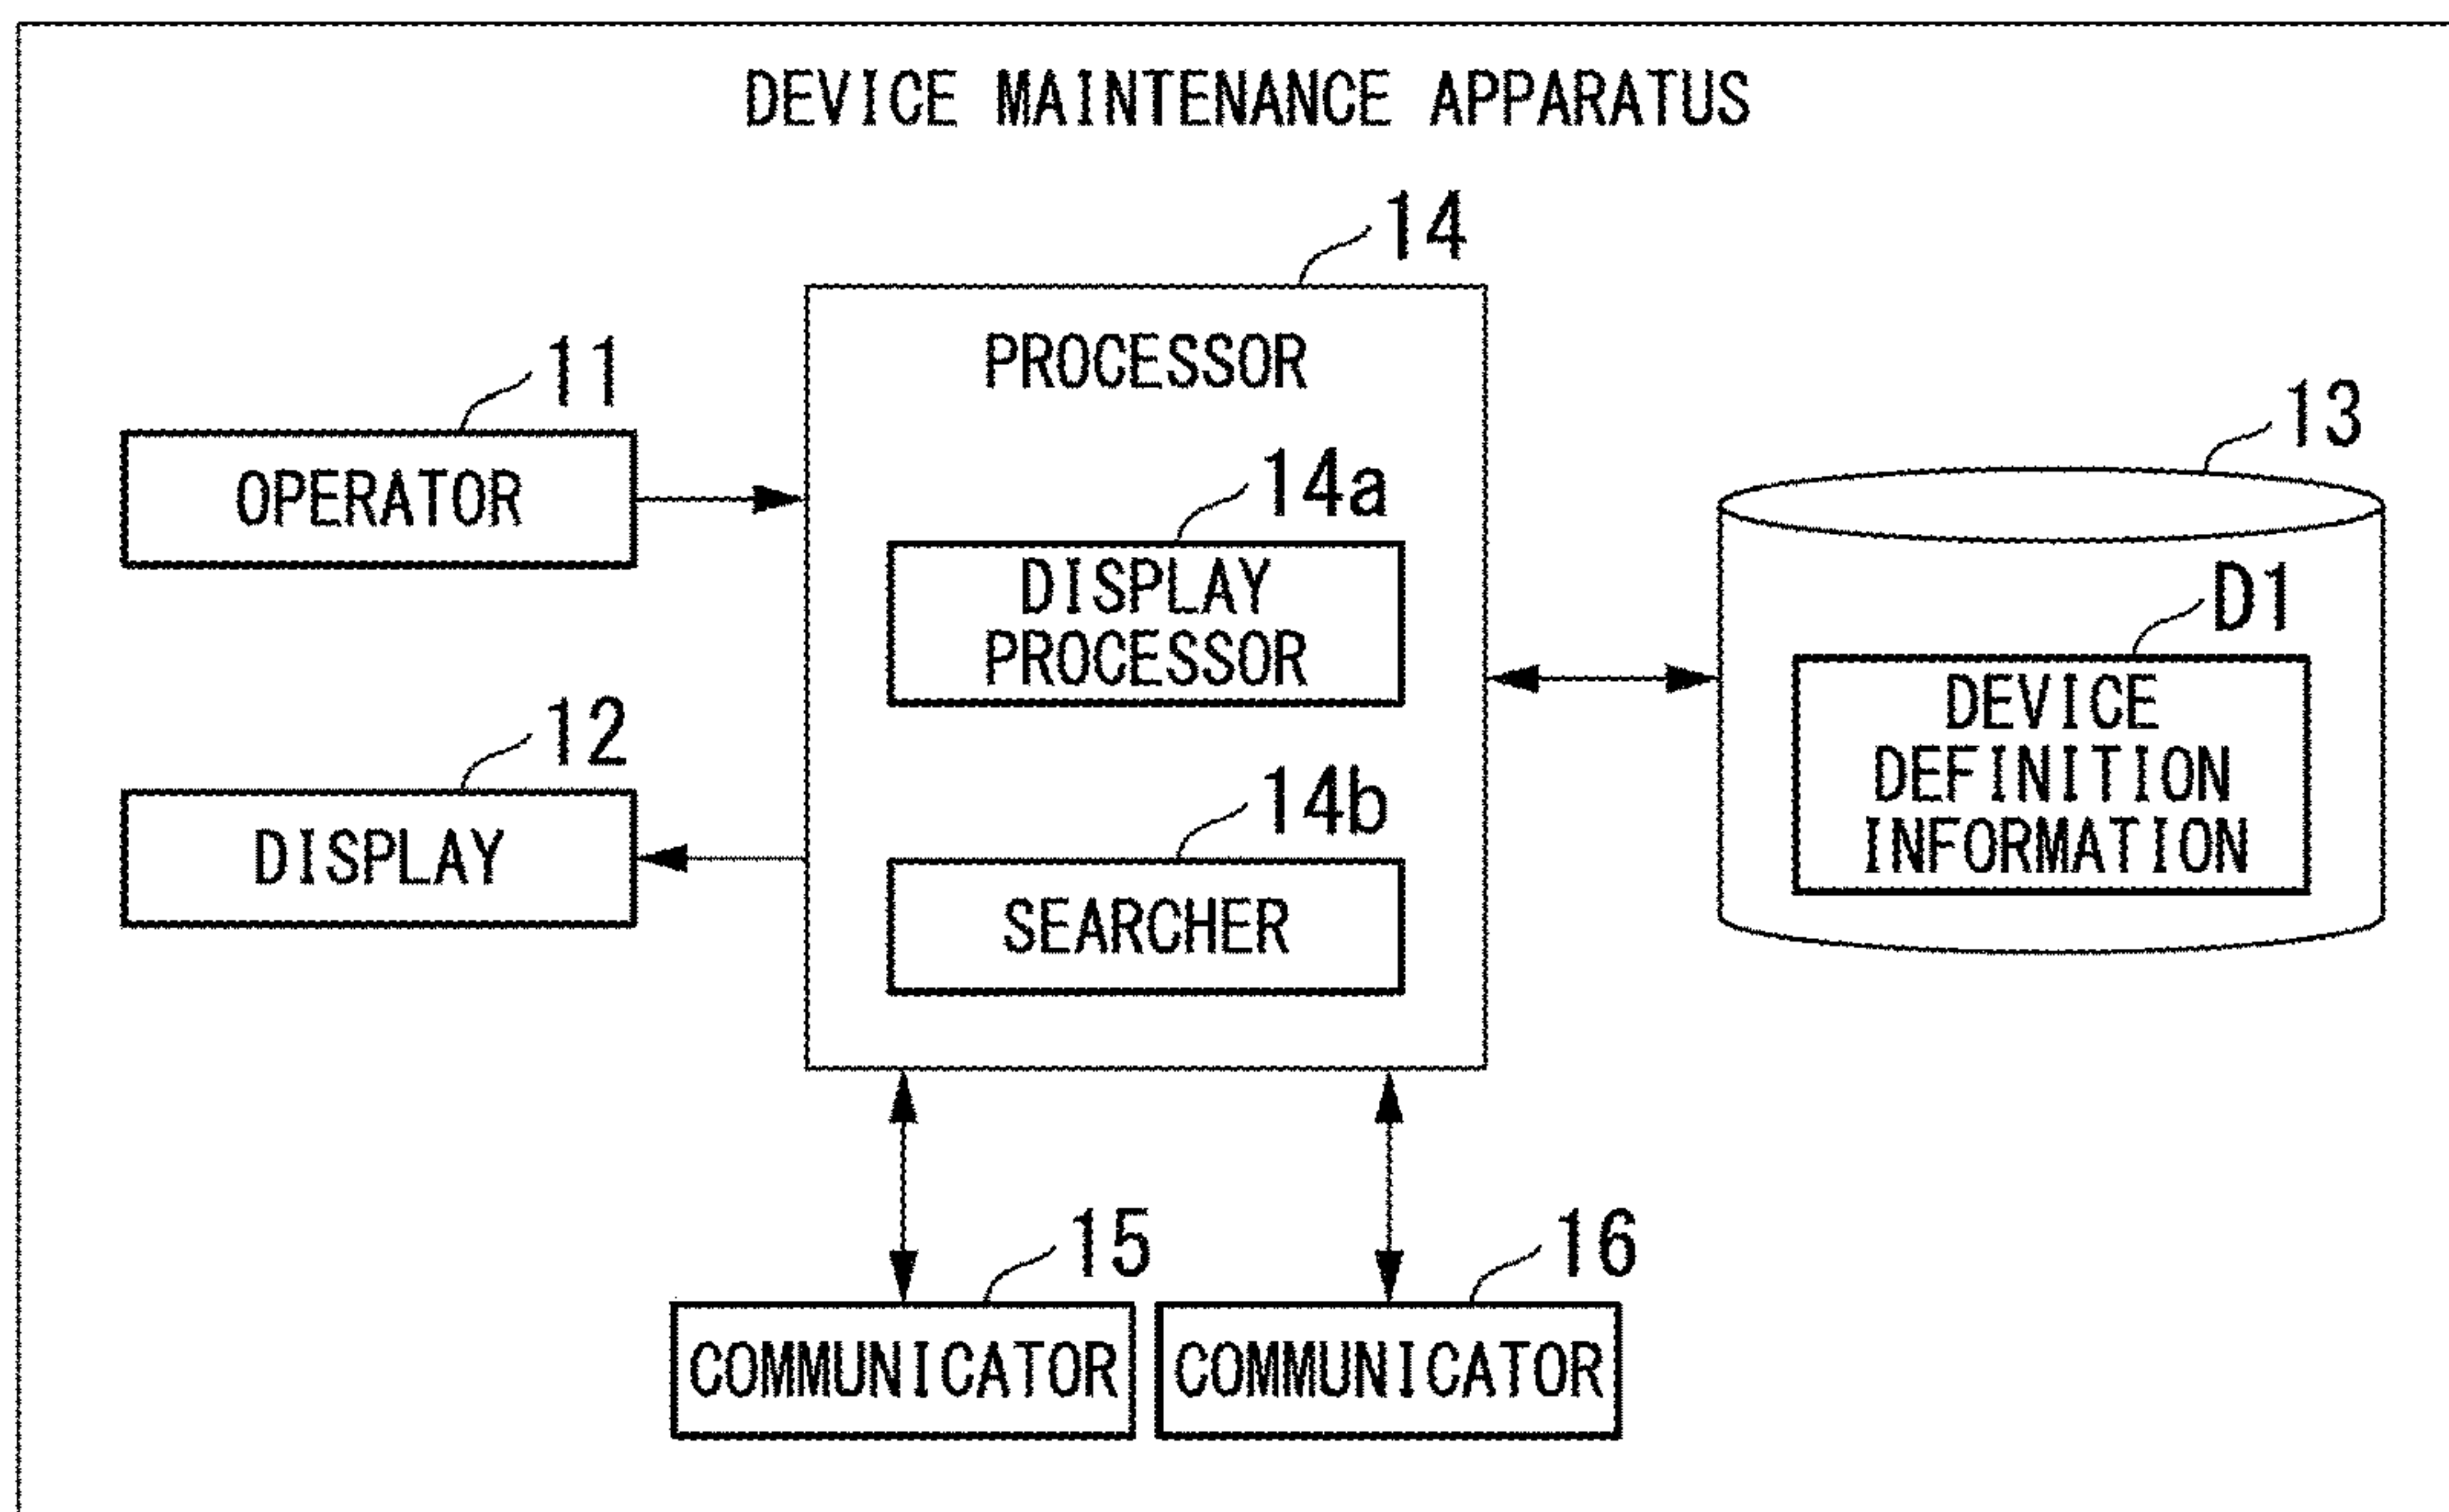 DEVICE MAINTENANCE APPARATUS
14
PROCESSOR
11
OPERATOR
13
14a
DISPLAY
PROCESSOR
D1
DEVICE
DEFINITION
INFORMATION
12
DISPLAY
14b
SEARCHER
15
COMMUNICATOR
16
COMMUNICATOR